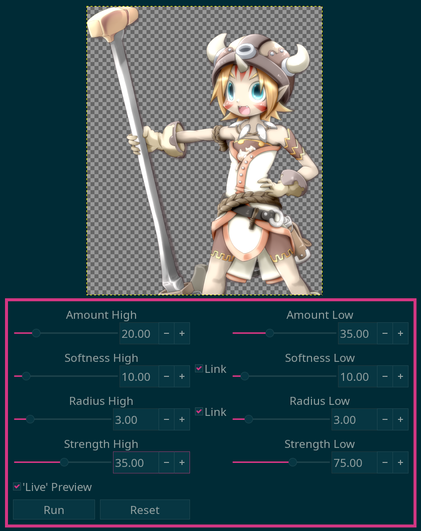 Amount High Amount Low
20.00 − + 35.00 − +
Softness High Softness Low
10.00 − + Link 10.00 − +
Radius High Radius Low
3.00 − + Link 3.00 − +
Strength High Strength Low
35.00 − + 75.00 − +
'Live' Preview
Run Reset